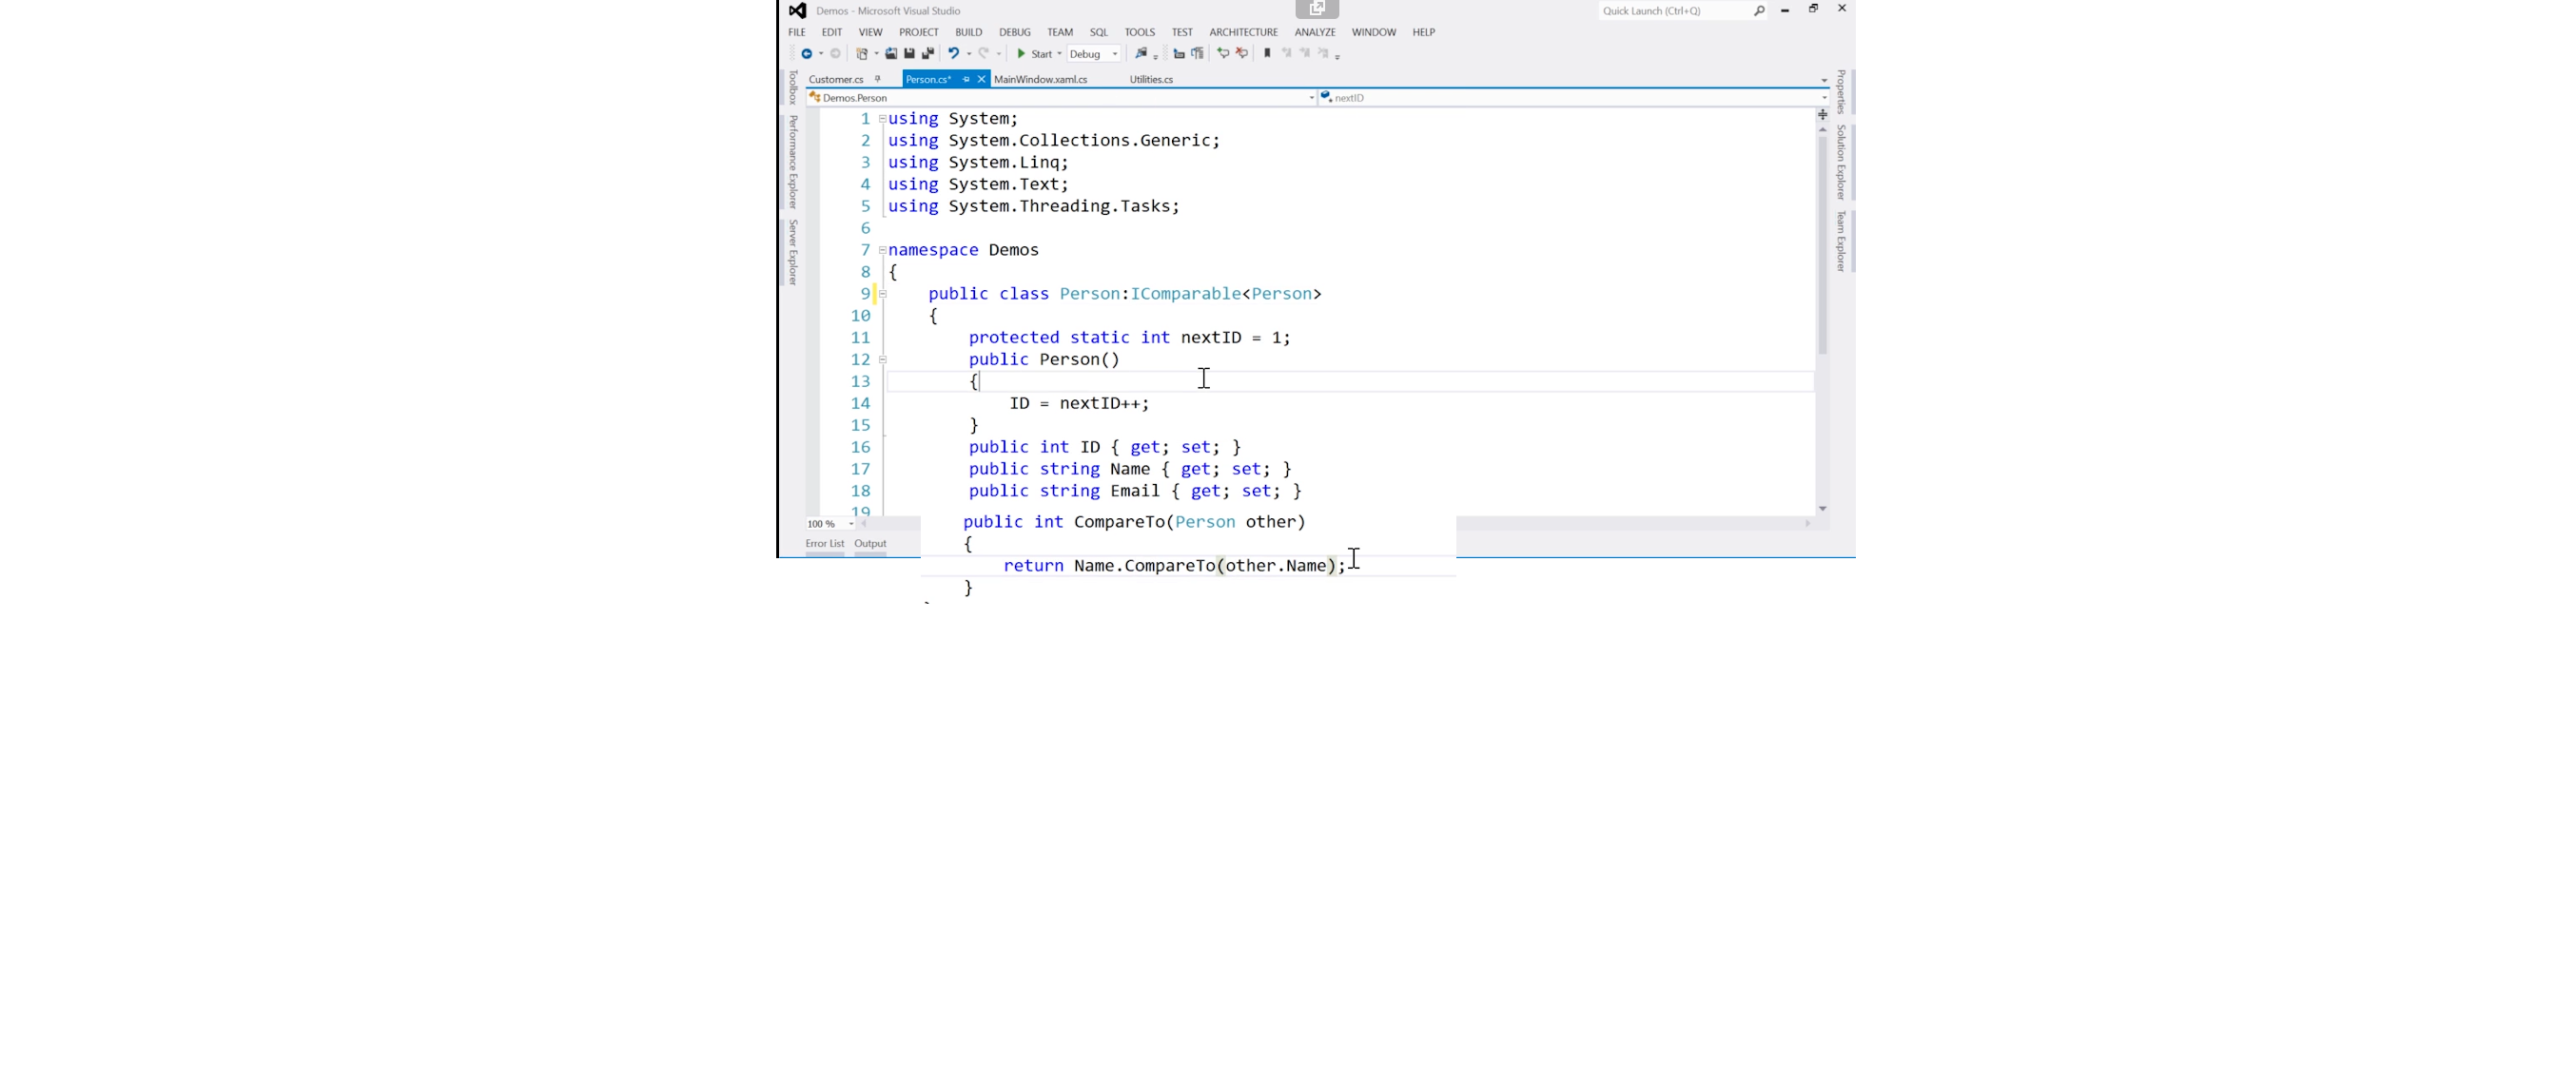 Demos - Microsoft Visual Studio
Quick Launch (Ctrl+Q)
FILE EDIT VIEW PROJECT BUILD DEBUG TEAM SQL TOOLS TEST ARCHITECTURE ANALYZE WINDOW HELP
Start Debug
Customer.cs Person.cs* MainWindow.xaml.cs Utilities.cs
Demos.Person nextID
Toolbox
Performance Explorer
Server Explorer
1 using System;
2 using System.Collections.Generic;
3 using System.Linq;
4 using System.Text;
5 using System.Threading.Tasks;
6
7 namespace Demos
8 {
9 public class Person:IComparable<Person>
10 {
11 protected static int nextID = 1;
12 public Person()
13 {
14 ID = nextID++;
15 }
16 public int ID { get; set; }
17 public string Name { get; set; }
18 public string Email { get; set; }
19
public int CompareTo(Person other)
{
return Name.CompareTo(other.Name);
}
100 %
Error List Output
Properties
Solution Explorer
Team Explorer